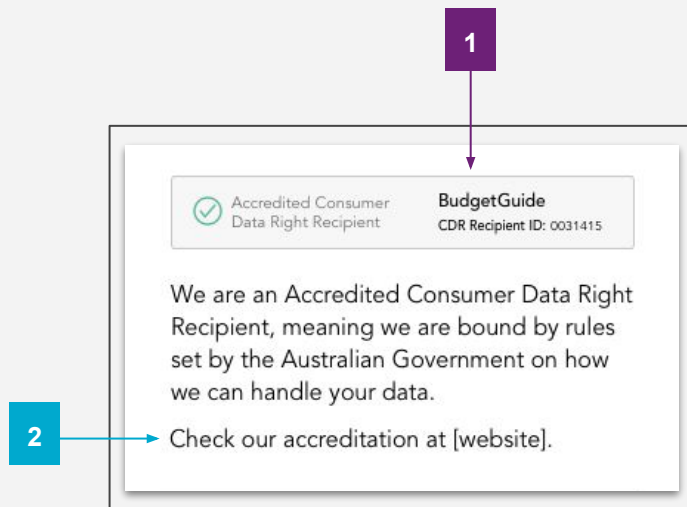 1
Accredited Consumer
Data Right Recipient
BudgetGuide
CDR Recipient ID: 0031415
We are an Accredited Consumer Data Right
Recipient, meaning we are bound by rules
set by the Australian Government on how
we can handle your data.
2
Check our accreditation at [website].